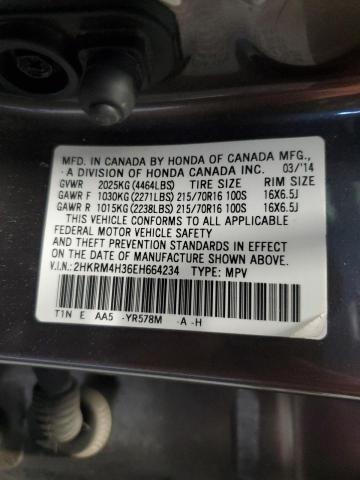 MFD. IN CANADA BY HONDA OF CANADA MFG.,
A DIVISION OF HONDA CANADA INC. 03/'14
GVWR 2025KG (4464LBS) TIRE SIZE RIM SIZE
GAWR F 1030KG (2271LBS) 215/70R16 100S 16X6.5J
GAWR R 1015KG (2238LBS) 215/70R16 100S 16X6.5J
THIS VEHICLE CONFORMS TO ALL APPLICABLE
FEDERAL MOTOR VEHICLE SAFETY
AND THEFT PREVENTION STANDARDS IN EFFECT
ON THE DATE OF MANUFACTURE SHOWN ABOVE.
V.I.N: 2HKRM4H36EH664234 TYPE: MPV
T1N E AA5 -YR578M -A -H